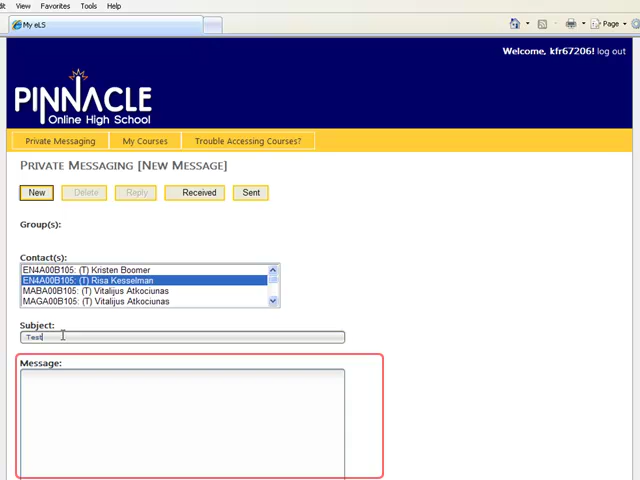 st View Favorites Tools Help
My eLS
Page
Welcome, kfr67206! log out
PINNACLE
Online High School
Private Messaging My Courses Trouble Accessing Courses?
PRIVATE MESSAGING [NEW MESSAGE]
New Delete Reply Received Sent
Group(s):
Contact(s):
EN4A00B105: (T) Kristen Boomer
EN4A00B105: (T) Risa Kesselman
MABA00B105: (T) Vitalijus Atkociunas
MAGA00B105: (T) Vitalijus Atkociunas
Subject:
Test
Message: